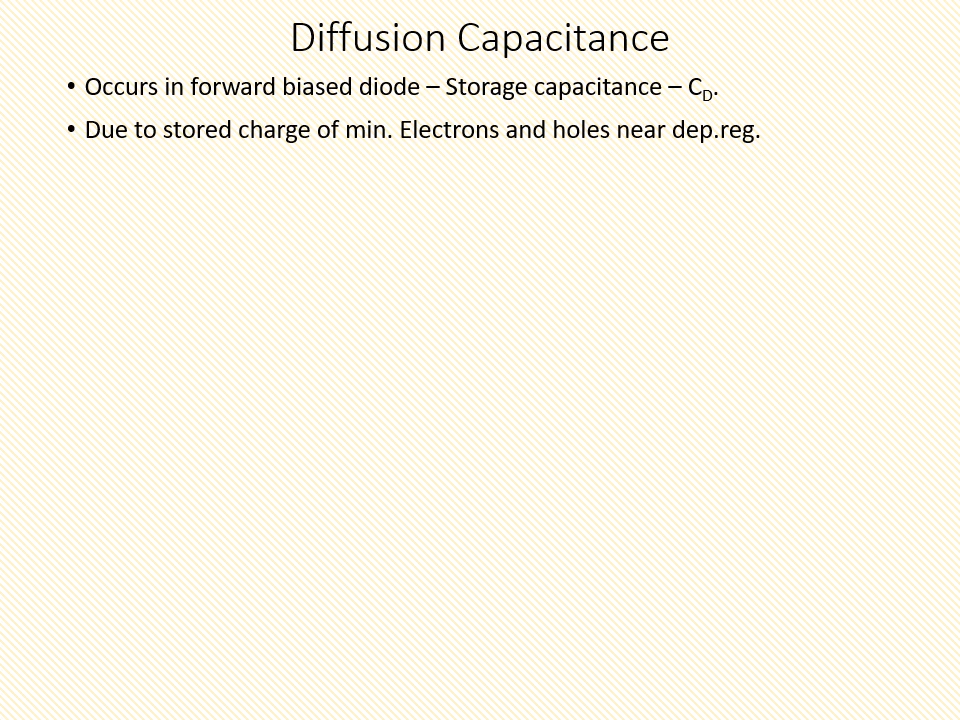 Diffusion Capacitance
• Occurs in forward biased diode – Storage capacitance – C_D.
• Due to stored charge of min. Electrons and holes near dep.reg.